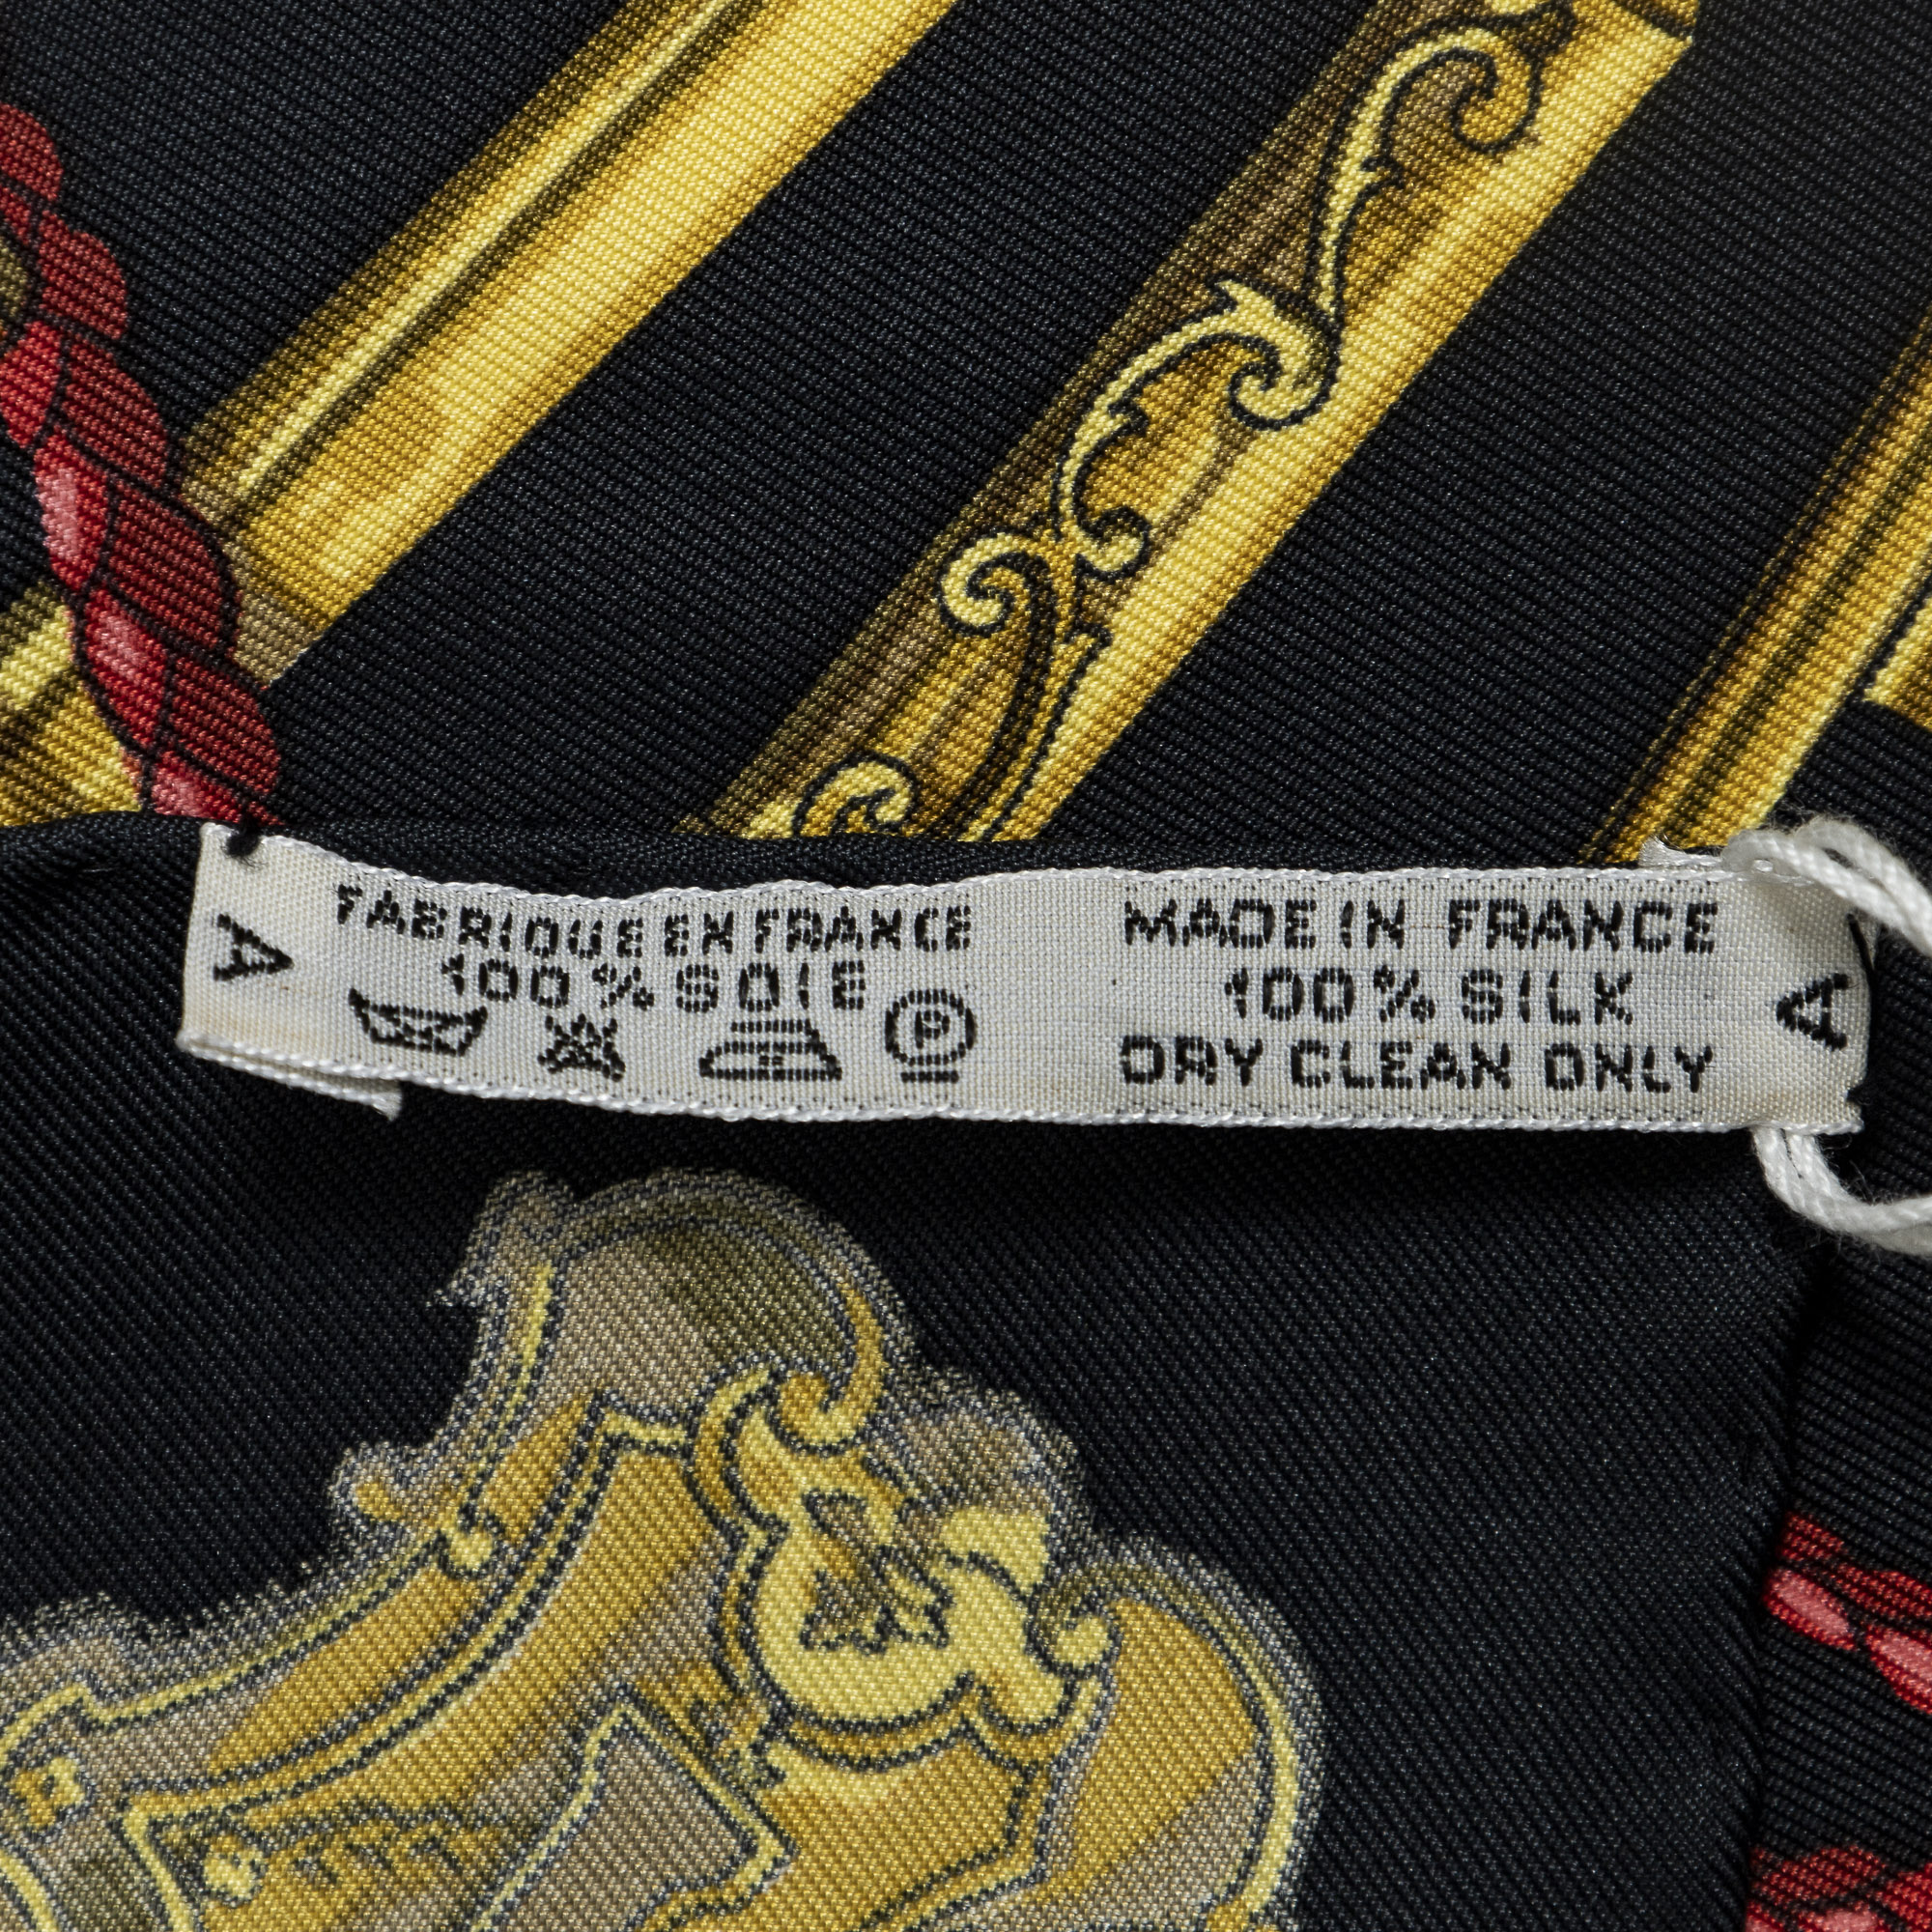 A
FABRIQUE EN FRANCE
100% SOIE
P
MADE IN FRANCE
100% SILK
DRY CLEAN ONLY
A